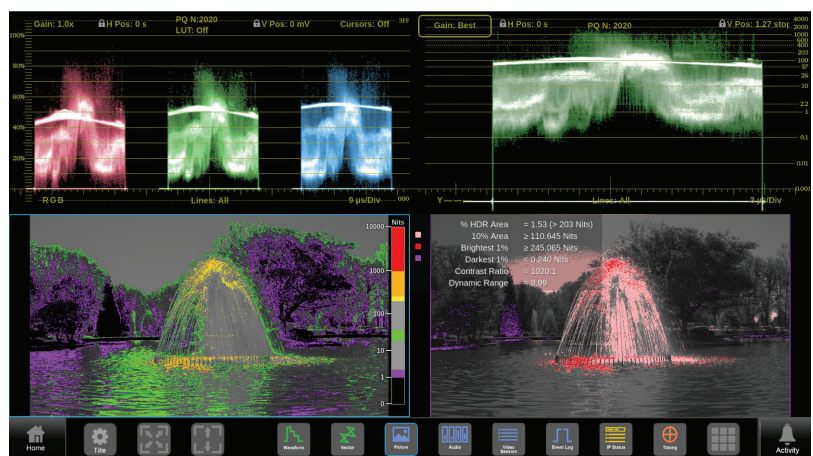 Gain: 1.0x
H Pos: 0 s
PQ N:2020
LUT: Off
V Pos: 0 mV
Cursors: Off
3FF
100%
80%
60%
40%
20%
000
RGB
Lines: All
9 µs/Div
Gain: Best
H Pos: 0 s
PQ N: 2020
V Pos: 1.27 stop
4000
2000
1000
600
400
203
100
57
26
10
2.2
1
0.1
0.01
0.001
Y
Lines: All
3 µs/Div
Nits
10000
1000
100
10
1
0
% HDR Area = 1.53 (> 203 Nits)
10% Area ≥ 110.645 Nits
Brightest 1% ≥ 245.065 Nits
Darkest 1% < 0.240 Nits
Contrast Ratio = 1020:1
Dynamic Range = 9.99
Home
Tile
Waveform
Vector
Picture
Audio
Video
Session
Event Log
IP Status
Timing
Activity